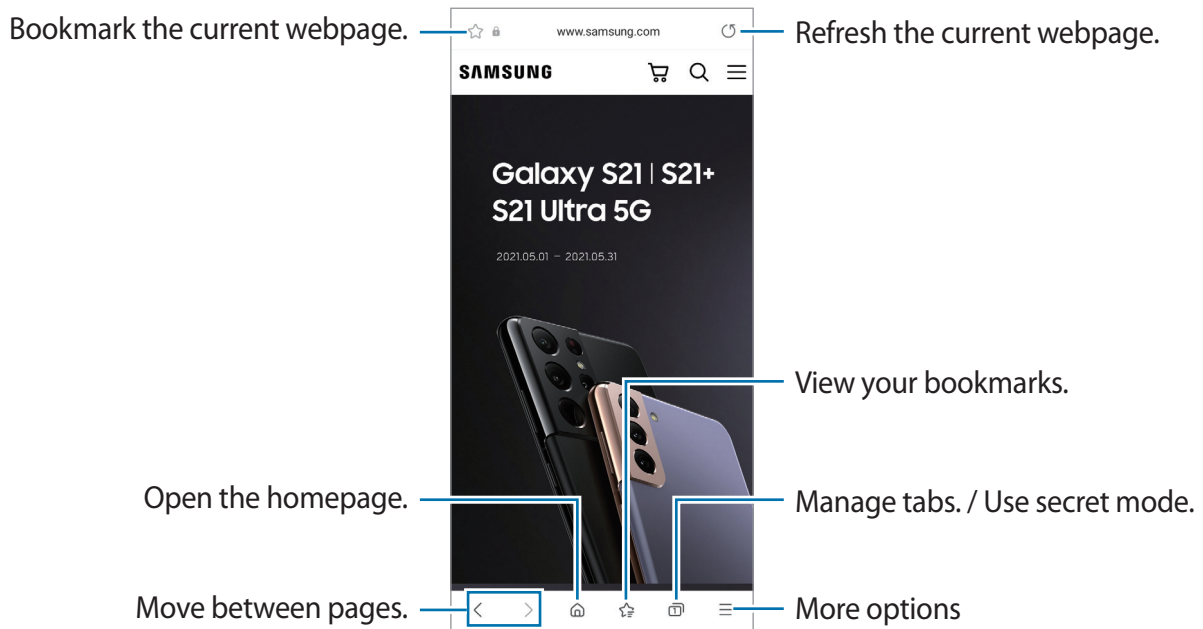 Bookmark the current webpage.
www.samsung.com
Refresh the current webpage.
SAMSUNG
Galaxy S21 | S21+
S21 Ultra 5G
2021.05.01 – 2021.05.31
View your bookmarks.
Open the homepage.
Manage tabs. / Use secret mode.
Move between pages.
1
More options